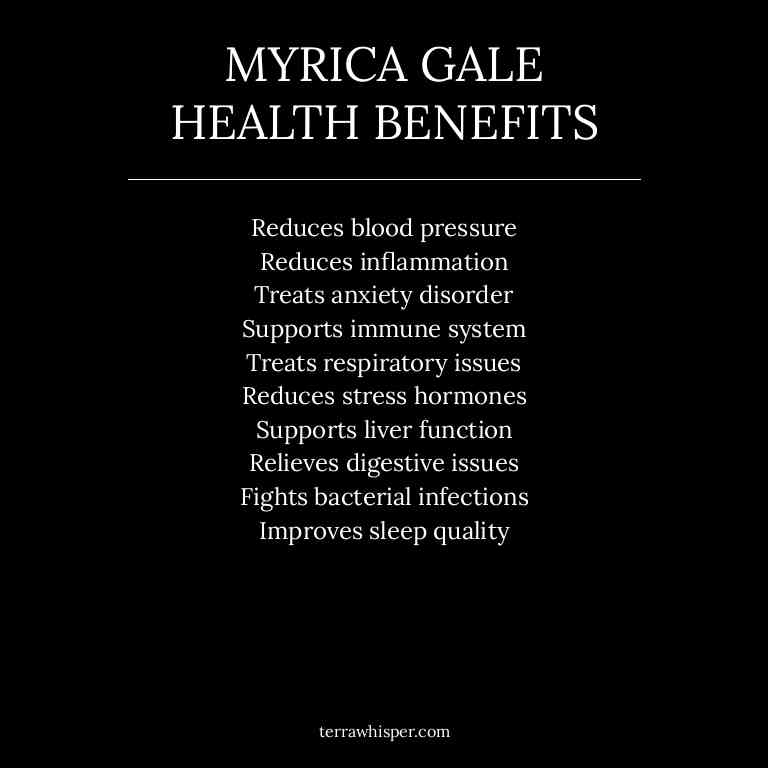 MYRICA GALE
HEALTH BENEFITS
Reduces blood pressure
Reduces inflammation
Treats anxiety disorder
Supports immune system
Treats respiratory issues
Reduces stress hormones
Supports liver function
Relieves digestive issues
Fights bacterial infections
Improves sleep quality
terrawhisper.com